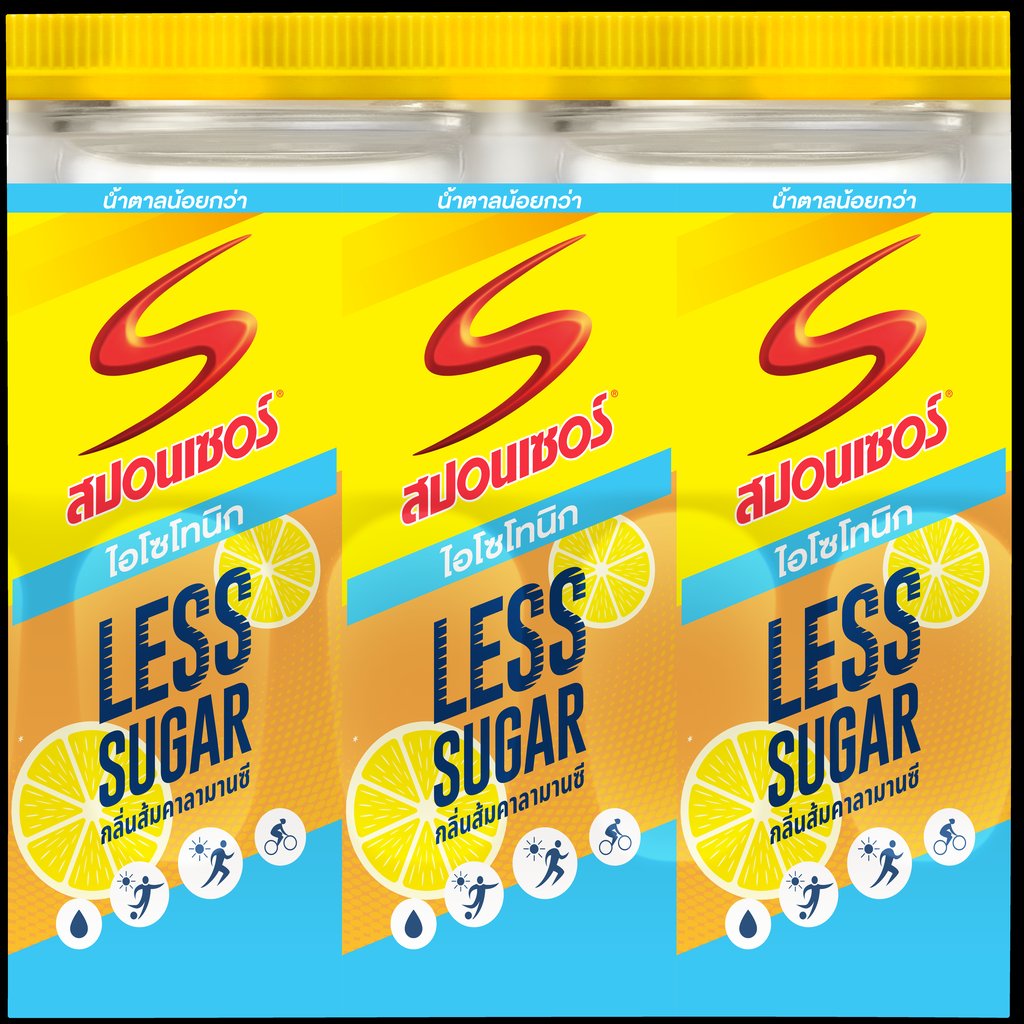 น้ำตาลน้อยกว่า น้ำตาลน้อยกว่า น้ำตาลน้อยกว่า
สปอนเซอร์® สปอนเซอร์® สปอนเซอร์®
ไอโซโทนิก ไอโซโทนิก ไอโซโทนิก
LESS LESS LESS
SUGAR SUGAR SUGAR
กลิ่นส้มคาลามานซี กลิ่นส้มคาลามานซี กลิ่นส้มคาลามานซี